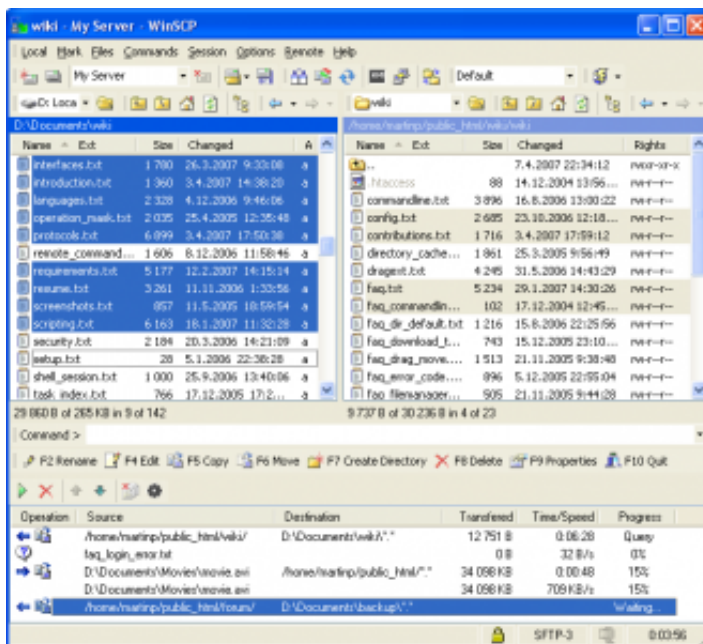 wiki - My Server - WinSCP
Local Mark Files Commands Session Options Remote Help
My Server Default
D: Loca wiki
D:\Documents\wiki /home/martinp/public_html/wiki/wiki
Name Ext Size Changed A Name Ext Size Changed Rights
interfaces.txt 1 780 26.3.2007 9:33:08 a .. 7.4.2007 22:34:12 rwxr-xr-x
introduction.txt 1 360 3.4.2007 14:38:20 a .htaccess 88 14.12.2004 13:56... rw-r--r--
languages.txt 2 328 4.12.2006 9:46:06 a commandline.txt 3 896 16.8.2006 13:00:22 rw-r--r--
operation_mask.txt 2 035 25.4.2005 12:35:48 a config.txt 2 685 23.10.2006 12:18... rw-r--r--
protocols.txt 6 899 3.4.2007 17:50:38 a contributions.txt 1 716 3.4.2007 17:59:12 rw-r--r--
remote_command... 1 606 8.12.2006 11:58:46 a directory_cache... 1 861 25.3.2005 9:56:49 rw-r--r--
requirements.txt 5 177 12.2.2007 14:15:14 a dragext.txt 4 245 31.5.2006 14:43:29 rw-r--r--
resume.txt 3 261 11.11.2006 1:33:56 a faq.txt 5 234 29.1.2007 14:30:26 rw-r--r--
screenshots.txt 857 11.5.2005 18:59:54 a faq_commandlin... 102 17.12.2004 12:45... rw-r--r--
scripting.txt 6 163 18.1.2007 11:32:28 a faq_dir_default.txt 1 216 15.8.2006 22:25:56 rw-r--r--
security.txt 2 184 20.3.2006 14:21:09 a faq_download_t... 743 15.12.2005 23:10... rw-r--r--
setup.txt 28 5.1.2006 22:38:28 a faq_drag_move.... 1 513 21.11.2005 9:38:48 rw-r--r--
shell_session.txt 1 000 25.9.2006 13:40:06 a faq_error_code.... 896 5.12.2005 22:55:04 rw-r--r--
task_index.txt 766 17.12.2005 17:2... a faq_filemanager... 505 21.11.2005 9:44:28 rw-r--r--
29 860 B of 265 KB in 9 of 142 9 737 B of 30 236 B in 4 of 23
Command >
F2 Rename F4 Edit F5 Copy F6 Move F7 Create Directory F8 Delete F9 Properties F10 Quit
Operation Source Destination Transfered Time/Speed Progress
/home/martinp/public_html/wiki/ D:\Documents\wiki\*.* 12 751 B 0:06:28 Query
faq_login_error.txt 0 B 32 B/s 0%
D:\Documents\Movies\movie.avi /home/martinp/public_html/*.* 34 098 KB 0:00:48 15%
D:\Documents\Movies\movie.avi 34 098 KB 709 KB/s 15%
/home/martinp/public_html/forum/ D:\Documents\backup\*.* Waiting...
SFTP-3 0:03:56